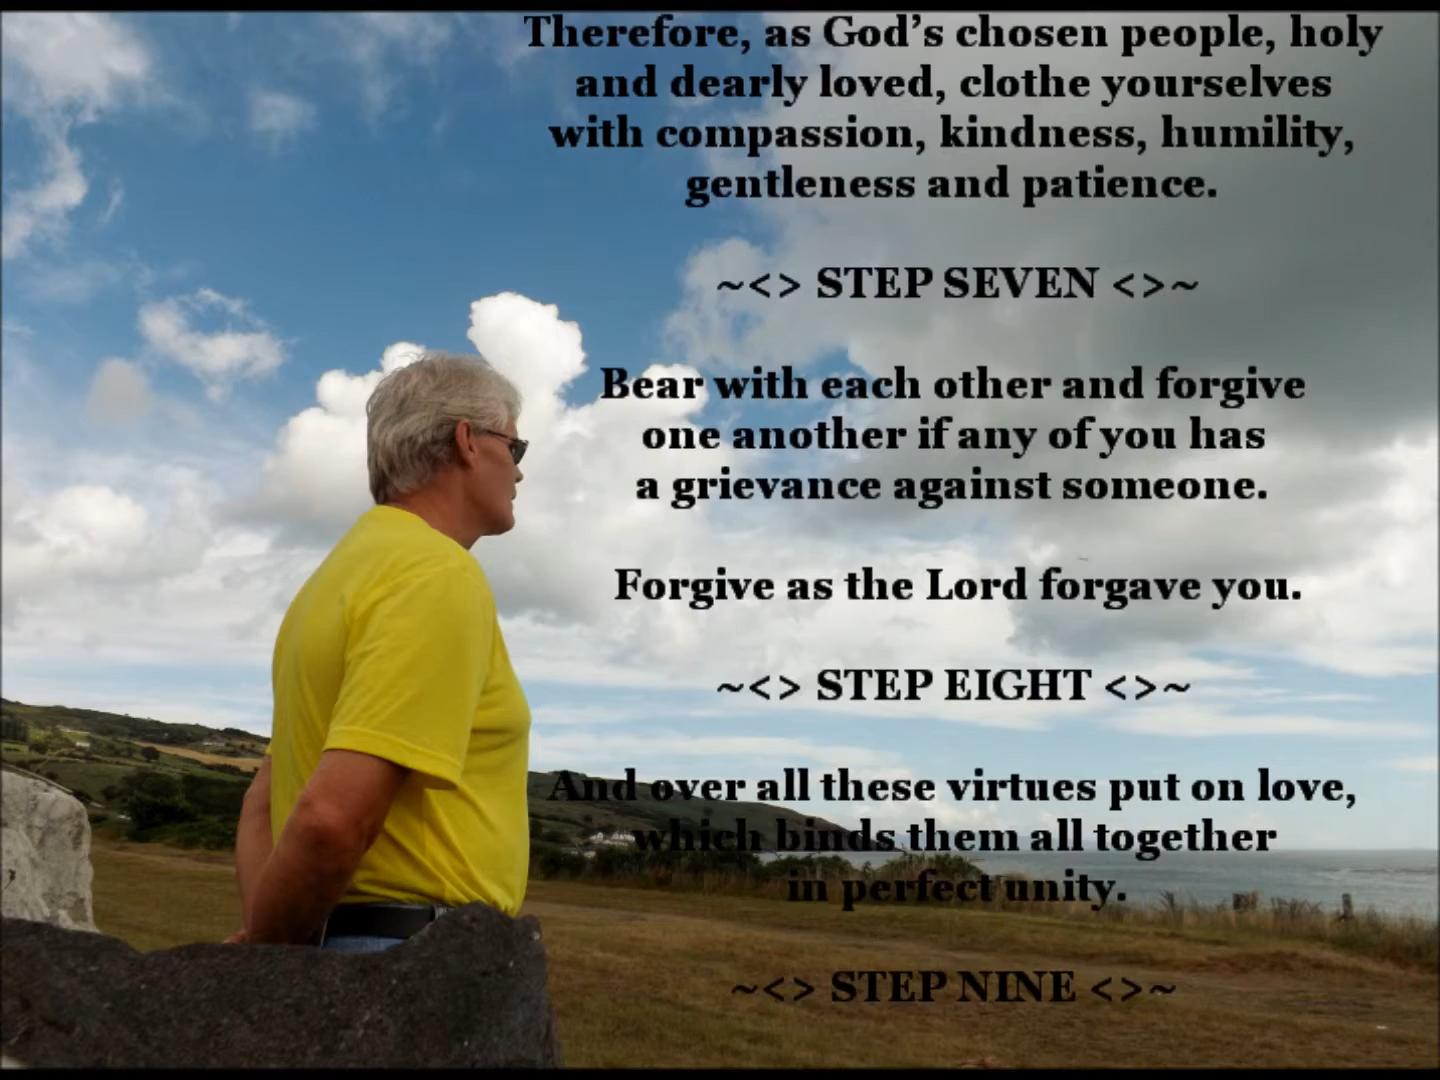 Therefore, as God's chosen people, holy
and dearly loved, clothe yourselves
with compassion, kindness, humility,
gentleness and patience.
~<> STEP SEVEN <>~
Bear with each other and forgive
one another if any of you has
a grievance against someone.
Forgive as the Lord forgave you.
~<> STEP EIGHT <>~
And over all these virtues put on love,
which binds them all together
in perfect unity.
~<> STEP NINE <>~